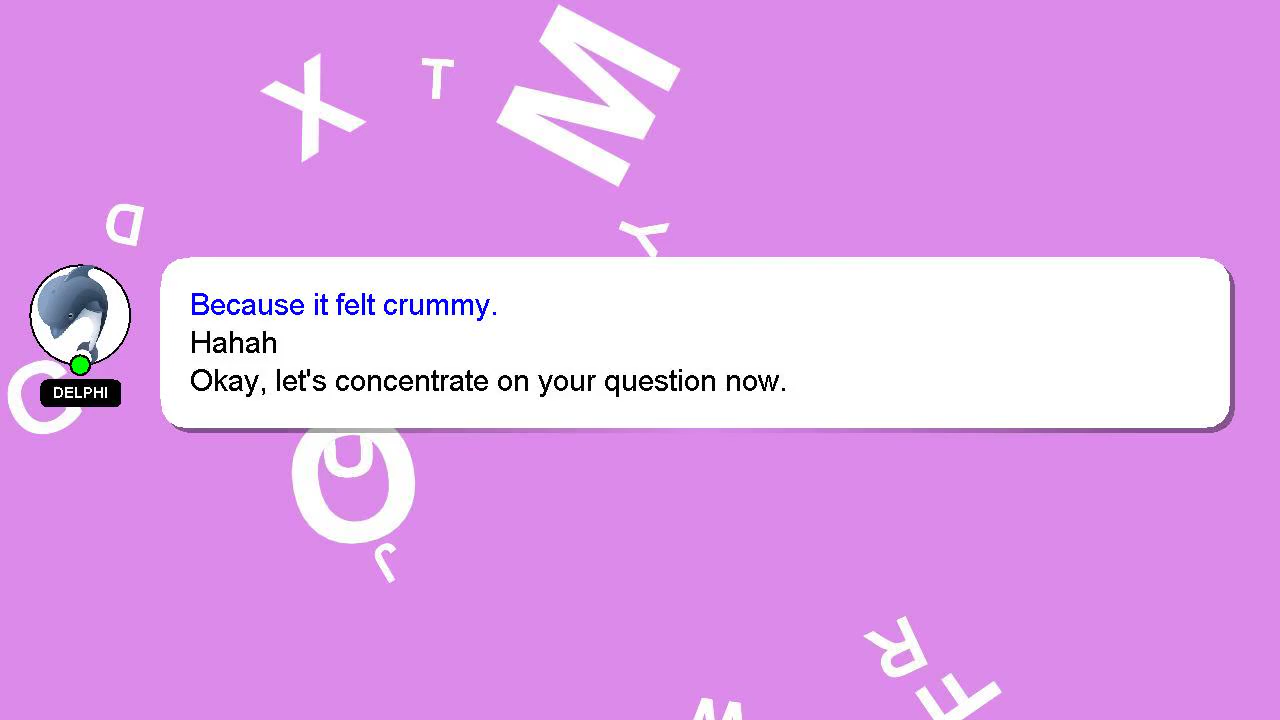 X
T
M
D
Y
Because it felt crummy.
Hahah
Okay, let's concentrate on your question now.
C
DELPHI
O
U
J
R
F
W